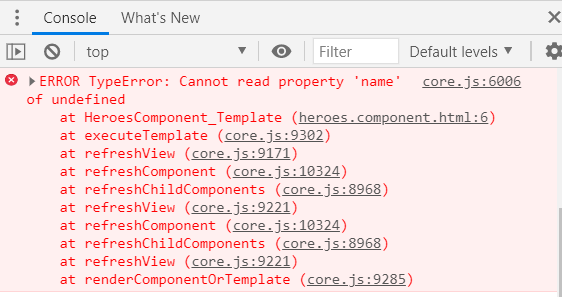 Console What's New
top Filter Default levels
ERROR TypeError: Cannot read property 'name' core.js:6006
of undefined
at HeroesComponent_Template (heroes.component.html:6)
at executeTemplate (core.js:9302)
at refreshView (core.js:9171)
at refreshComponent (core.js:10324)
at refreshChildComponents (core.js:8968)
at refreshView (core.js:9221)
at refreshComponent (core.js:10324)
at refreshChildComponents (core.js:8968)
at refreshView (core.js:9221)
at renderComponentOrTemplate (core.js:9285)